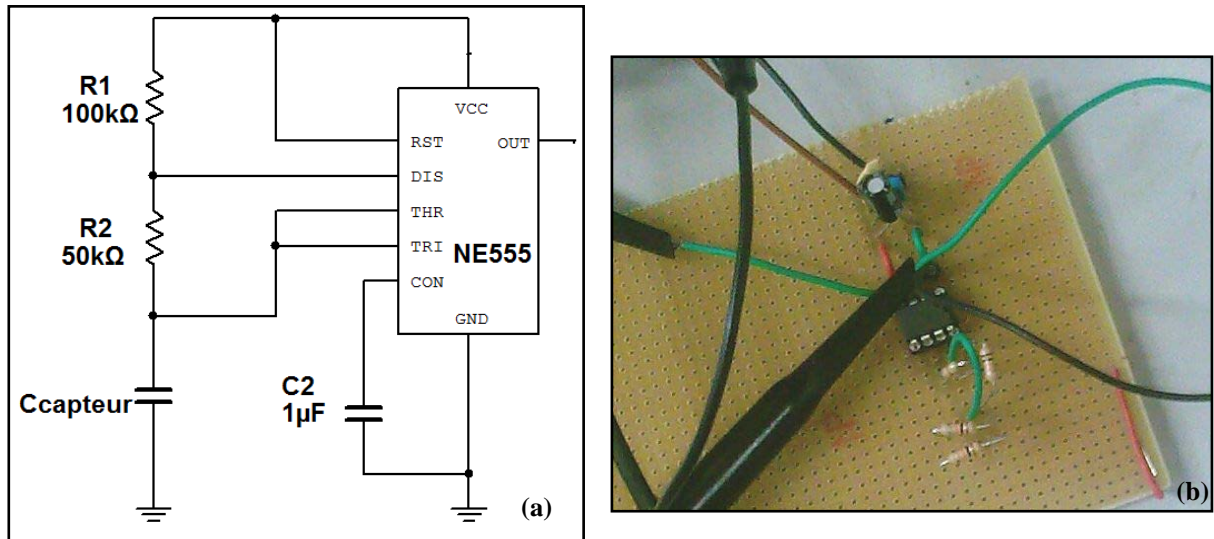 R1
100kΩ
R2
50kΩ
Ccapteur
C2
1µF
VCC
RST
OUT
DIS
THR
TRI
NE555
CON
GND
(a)
(b)